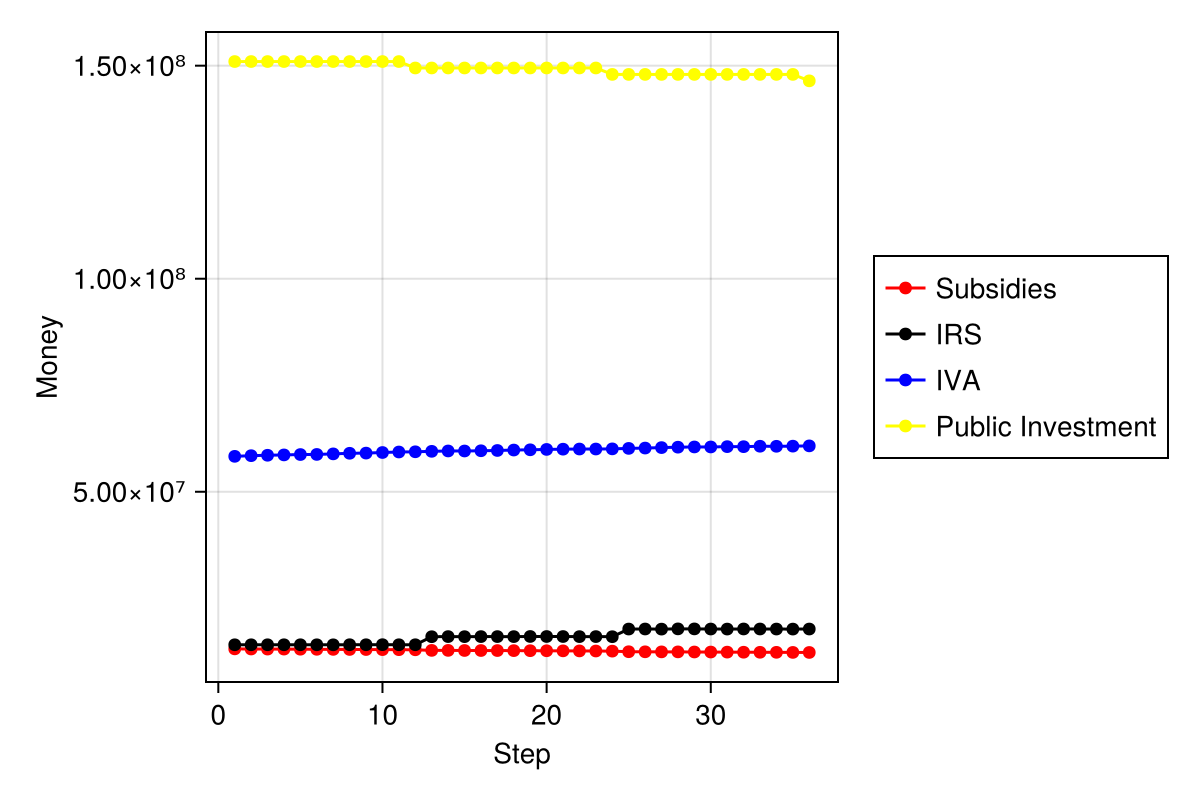 1.50×10⁸
1.00×10⁸
5.00×10⁷
Money
0 10 20 30
Step
Subsidies
IRS
IVA
Public Investment